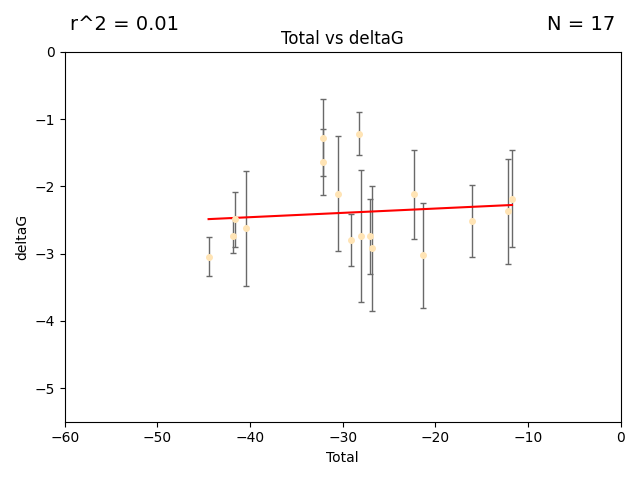 r^2 = 0.01
N = 17
Total vs deltaG
0
−1
−2
−3
−4
−5
deltaG
−60
−50
−40
−30
−20
−10
0
Total